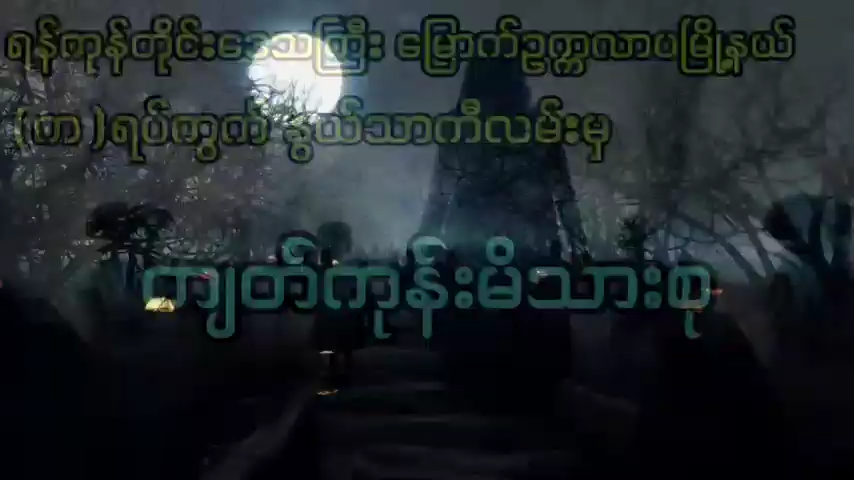 ရန်ကုန်တိုင်းဒေသကြီး မြောက်ဥက္ကလာပမြို့နယ်
(ဏ)ရပ်ကွက် နွယ်သာကီလမ်းမှ
ကျတ်ကုန်းမိသားစု